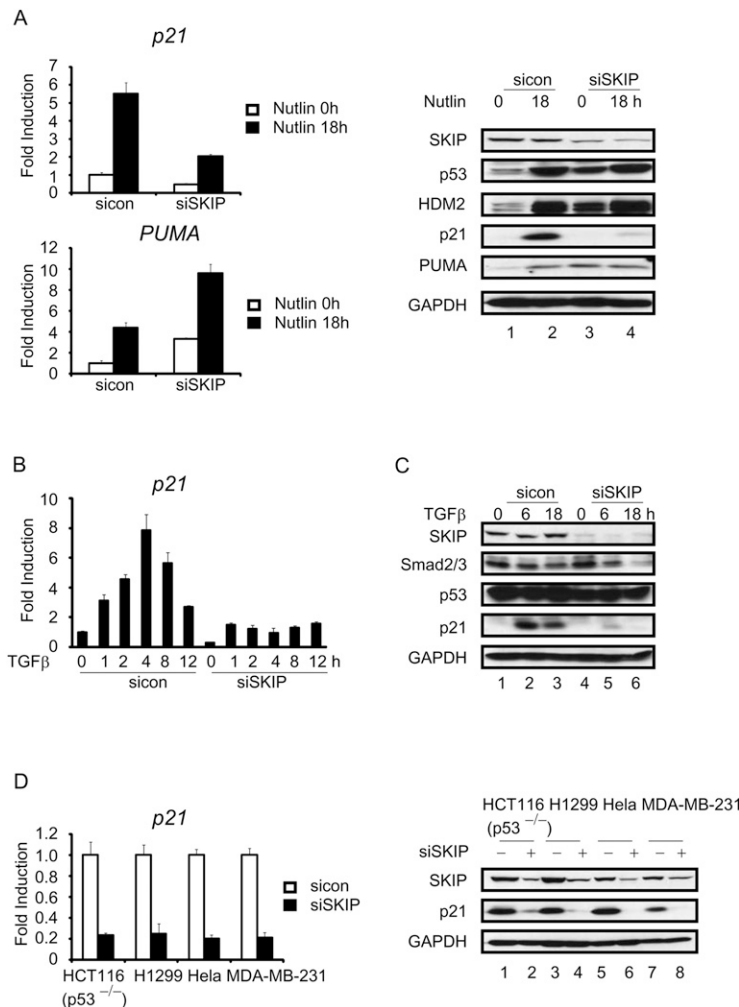 A
p21
Fold Induction
7
6
5
4
3
2
1
0
sicon siSKIP
Nutlin 0h
Nutlin 18h
PUMA
Fold Induction
12
10
8
6
4
2
0
sicon siSKIP
Nutlin 0h
Nutlin 18h
sicon siSKIP
Nutlin 0 18 0 18 h
SKIP
p53
HDM2
p21
PUMA
GAPDH
1 2 3 4
B
p21
Fold Induction
10
8
6
4
2
0
TGFβ 0 1 2 4 8 12 0 1 2 4 8 12 h
sicon siSKIP
C
sicon siSKIP
TGFβ 0 6 18 0 6 18 h
SKIP
Smad2/3
p53
p21
GAPDH
1 2 3 4 5 6
D
p21
Fold Induction
1.2
1.0
0.8
0.6
0.4
0.2
0
HCT116 H1299 Hela MDA-MB-231
(p53 −/−)
sicon
siSKIP
HCT116 H1299 Hela MDA-MB-231
(p53 −/−)
siSKIP − + − + − + − +
SKIP
p21
GAPDH
1 2 3 4 5 6 7 8